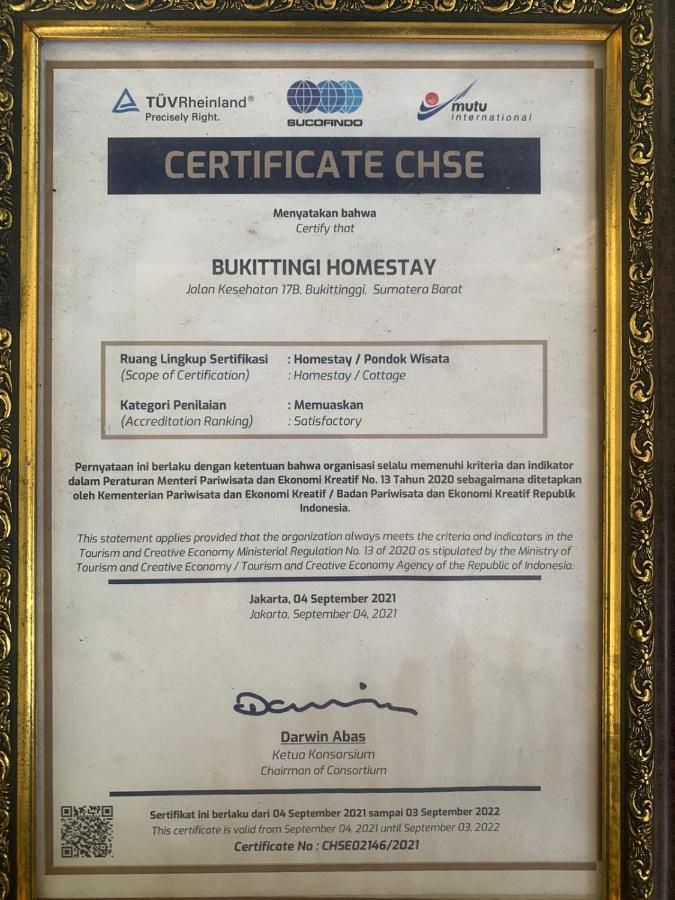 TÜVRheinland®
Precisely Right.
SUCOFINDO
mutu
international
CERTIFICATE CHSE
Menyatakan bahwa
Certify that
BUKITTINGI HOMESTAY
Jalan Kesehatan 17B, Bukittinggi, Sumatera Barat
Ruang Lingkup Sertifikasi : Homestay / Pondok Wisata
(Scope of Certification) : Homestay / Cottage
Kategori Penilaian : Memuaskan
(Accreditation Ranking) : Satisfactory
Pernyataan ini berlaku dengan ketentuan bahwa organisasi selalu memenuhi kriteria dan indikator
dalam Peraturan Menteri Pariwisata dan Ekonomi Kreatif No. 13 Tahun 2020 sebagaimana ditetapkan
oleh Kementerian Pariwisata dan Ekonomi Kreatif / Badan Pariwisata dan Ekonomi Kreatif Republik
Indonesia.
This statement applies provided that the organization always meets the criteria and indicators in the
Tourism and Creative Economy Ministerial Regulation No. 13 of 2020 as stipulated by the Ministry of
Tourism and Creative Economy / Tourism and Creative Economy Agency of the Republic of Indonesia.
Jakarta, 04 September 2021
Jakarta, September 04, 2021
Darwin
Darwin Abas
Ketua Konsorsium
Chairman of Consortium
Sertifikat ini berlaku dari 04 September 2021 sampai 03 September 2022
This certificate is valid from September 04, 2021 until September 03, 2022
Certificate No : CHSE02146/2021